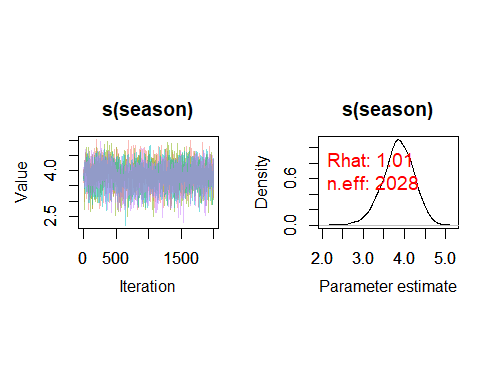 s(season)
Value
2.5
4.0
0 500 1500
Iteration
s(season)
Density
0.0
0.6
Rhat: 1.01
n.eff: 2028
2.0 3.0 4.0 5.0
Parameter estimate